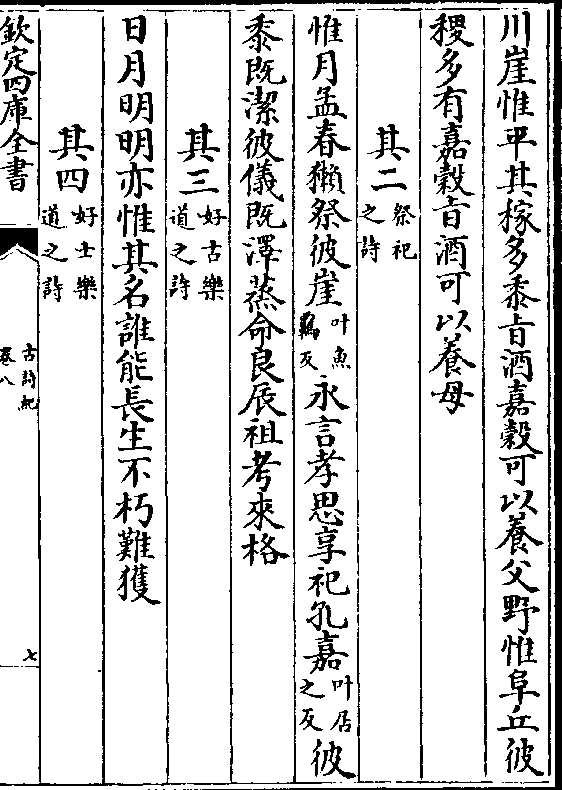 川崖惟平其稼多黍旨酒嘉穀可以養父野惟阜丘彼
稷多有嘉穀旨酒可以養母
其二祭祀之詩
惟月孟春獺祭彼崖叶魚羈反永言孝思享祀孔嘉叶居之反彼
黍既潔彼儀既澤蒸命良辰祖考來格
其三好古樂道之詩
日月明明亦惟其名誰能長生不朽難獲
其四好士樂道之詩
欽定四庫全書
古詩紀
卷八
七